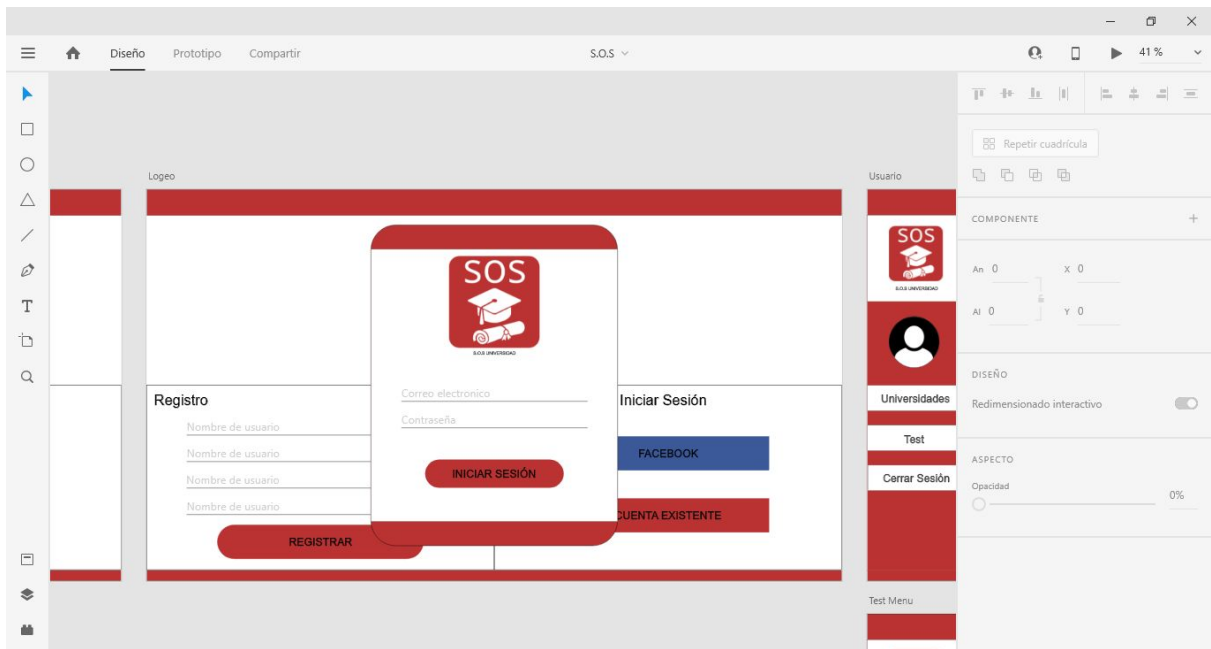 Diseño Prototipo Compartir S.O.S 41 %
Repetir cuadrícula
Logeo Usuario
COMPONENTE
SOS
S.O.S UNIVERSIDAD
An 0 X 0
Al 0 Y 0
SOS
S.O.S UNIVERSIDAD
DISEÑO
Redimensionado interactivo
Registro
Nombre de usuario
Nombre de usuario
Nombre de usuario
Nombre de usuario
REGISTRAR
Correo electronico
Contraseña
INICIAR SESIÓN
Iniciar Sesión
FACEBOOK
CUENTA EXISTENTE
Universidades
Test
Cerrar Sesión
ASPECTO
Opacidad
0%
Test Menu